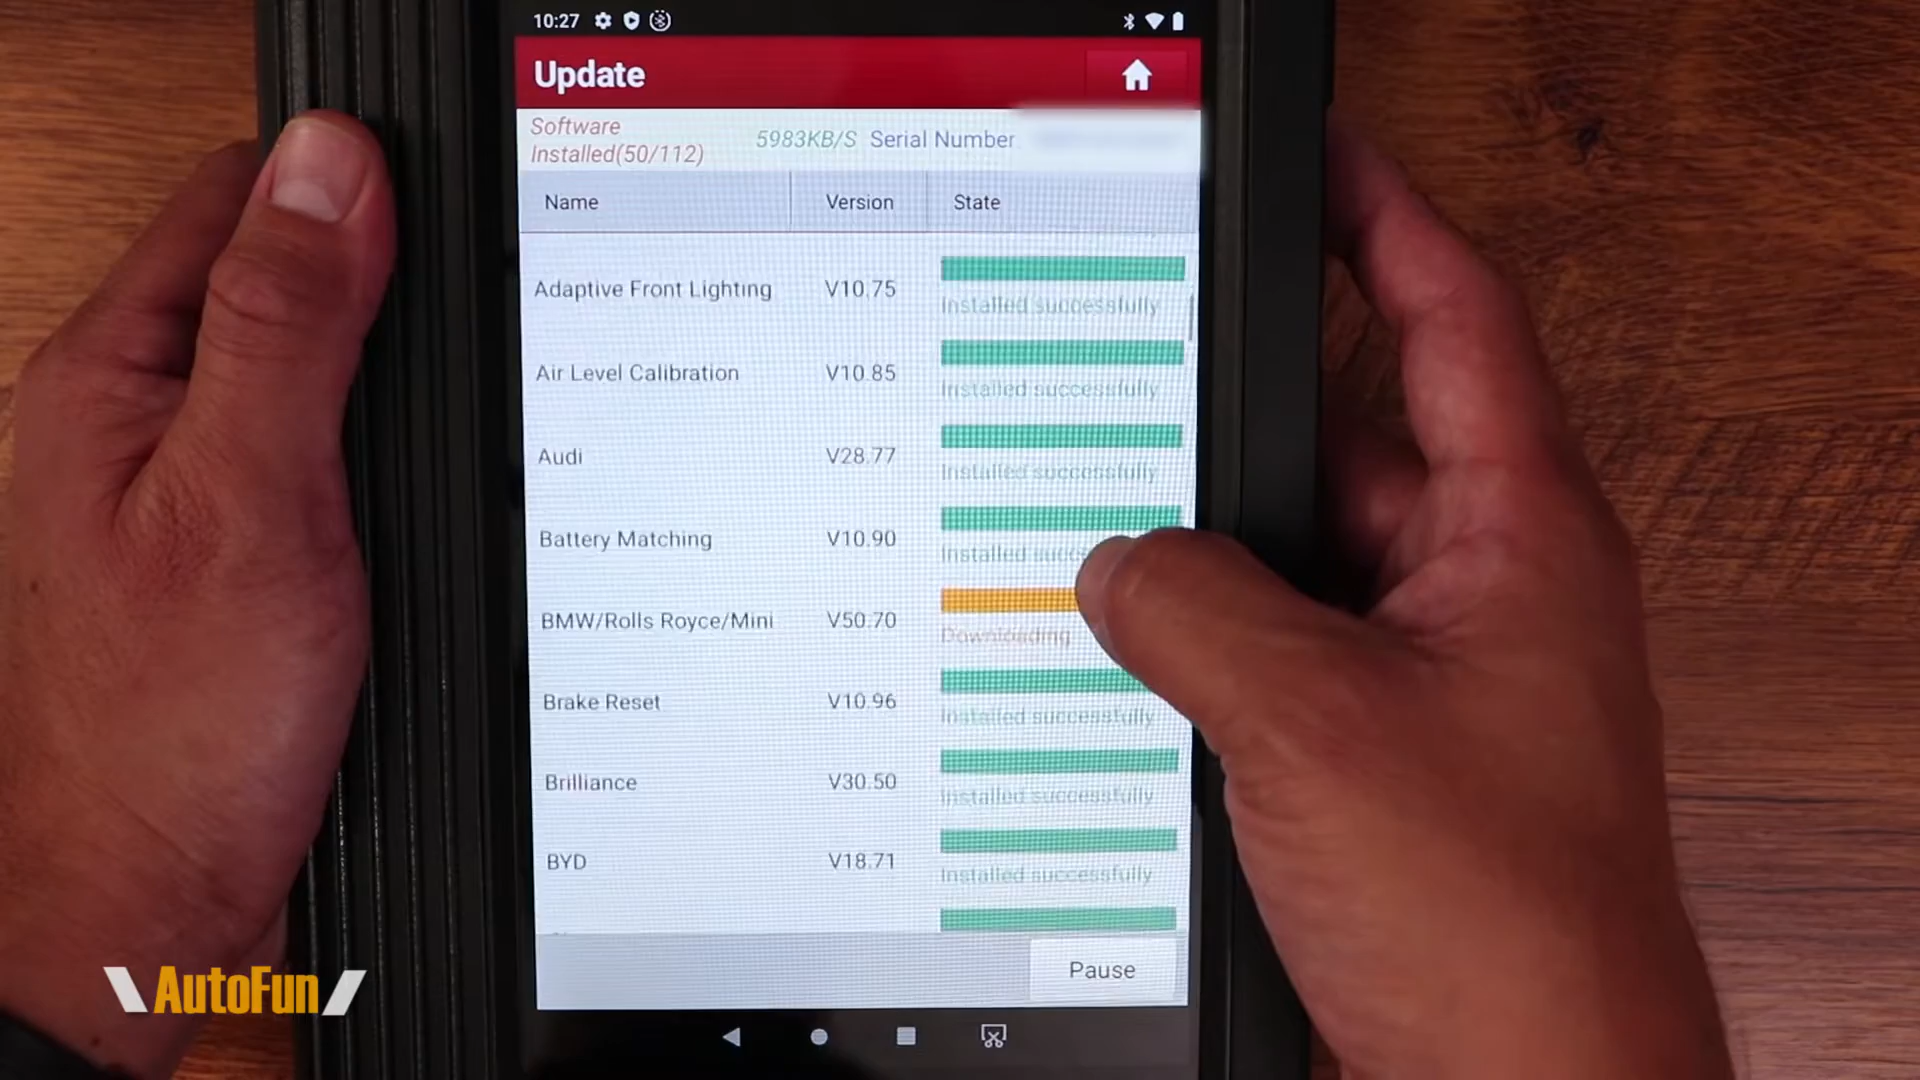 10:27
Update
Software
Installed(50/112)
5983KB/S
Serial Number
Name
Version
State
Adaptive Front Lighting
V10.75
Installed successfully
Air Level Calibration
V10.85
Installed successfully
Audi
V28.77
Installed successfully
Battery Matching
V10.90
Installed
BMW/Rolls Royce/Mini
V50.70
Downloading
Brake Reset
V10.96
Installed successfully
Brilliance
V30.50
Installed successfully
BYD
V18.71
Installed successfully
Pause
AutoFun